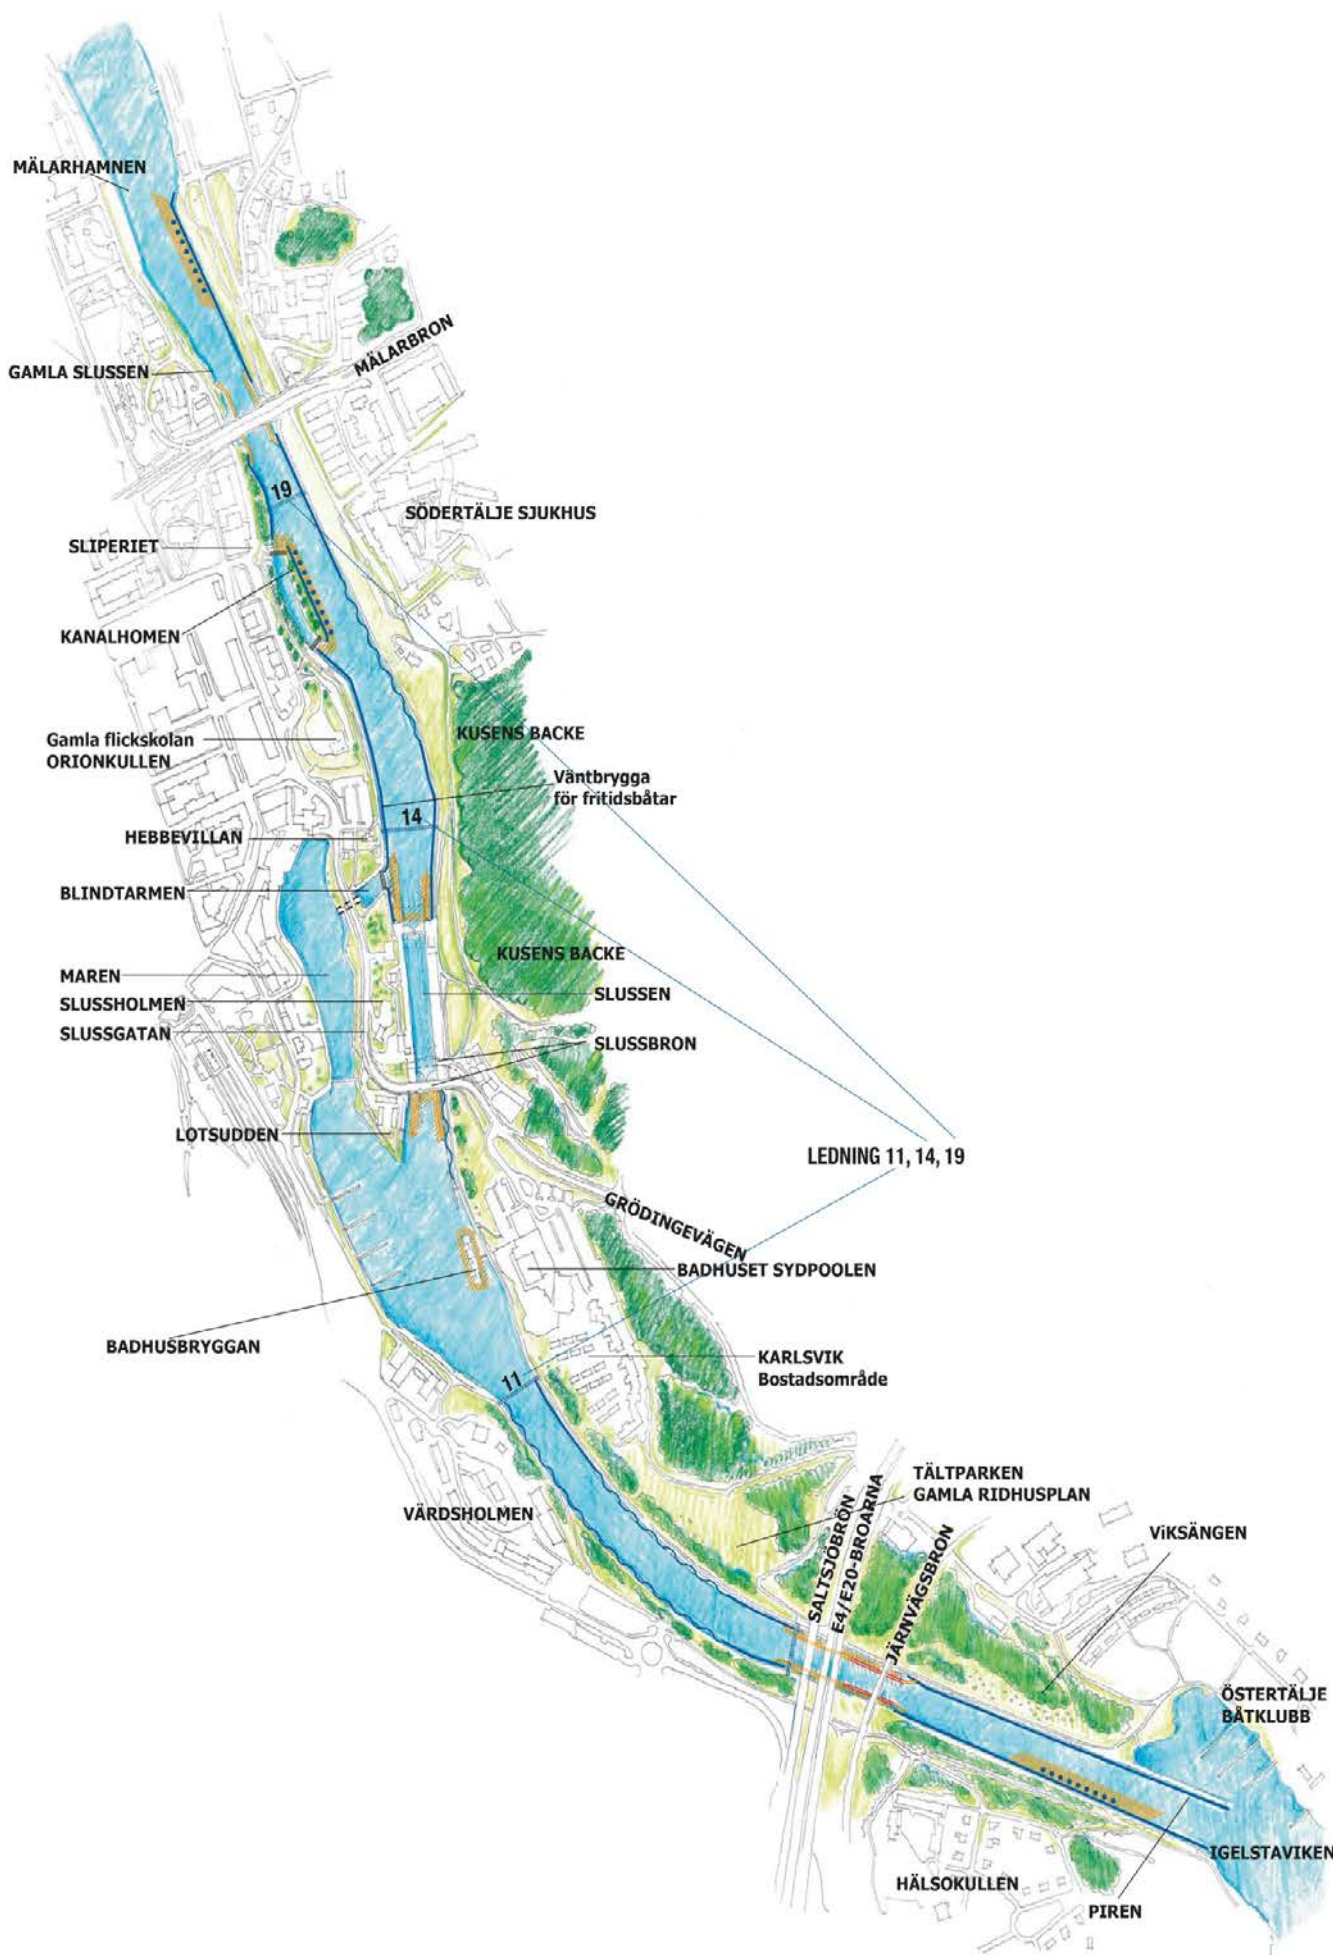 MÄLARHAMNEN
MÄLARBRON
GAMLA SLUSSEN
19
SÖDERTÄLJE SJUKHUS
SLIPERIET
KANALHOMEN
KUSENS BACKE
Gamla flickskolan
ORIONKULLEN
Väntbrygga
för fritidsbåtar
14
HEBBEVILLAN
BLINDTARMEN
KUSENS BACKE
MAREN
SLUSSEN
SLUSSHOLMEN
SLUSSGATAN
SLUSSBRON
LOTSUDDEN
LEDNING 11, 14, 19
GRÖDINGEVÄGEN
BADHUSET SYDPOOLEN
BADHUSBRYGGAN
KARLSVIK
Bostadsområde
11
TÄLTPARKEN
GAMLA RIDHUSPLAN
VÄRDSHOLMEN
SALTSJÖBRÖN
E4/E20-BROARNA
JÄRNVÄGSBRON
ViKSÄNGEN
ÖSTERTÄLJE
BÅTKLUBB
IGELSTAVIKEN
HÄLSOKULLEN
PIREN